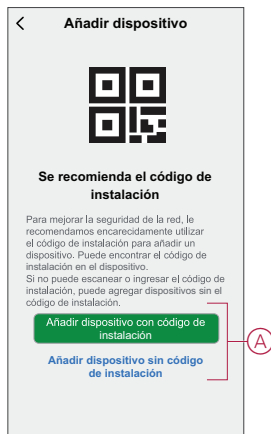 Añadir dispositivo
Se recomienda el código de
instalación
Para mejorar la seguridad de la red, le
recomendamos encarecidamente utilizar
el código de instalación para añadir un
dispositivo. Puede encontrar el código de
instalación en el dispositivo.
Si no puede escanear o ingresar el código de
instalación, puede agregar dispositivos sin el
código de instalación.
Añadir dispositivo con código de
instalación
A
Añadir dispositivo sin código
de instalación